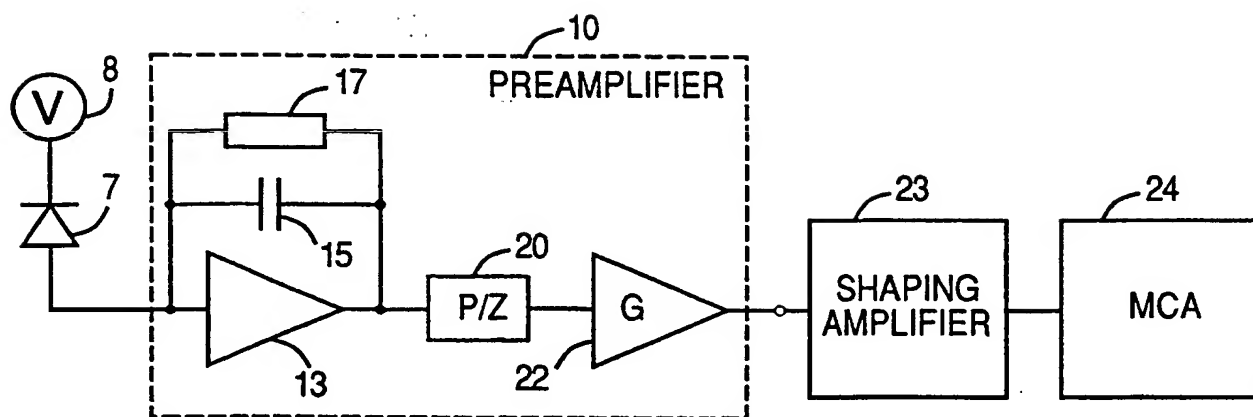 10
PREAMPLIFIER
8
V
17
7
15
20
P/Z
G
13
22
23
SHAPING
AMPLIFIER
24
MCA